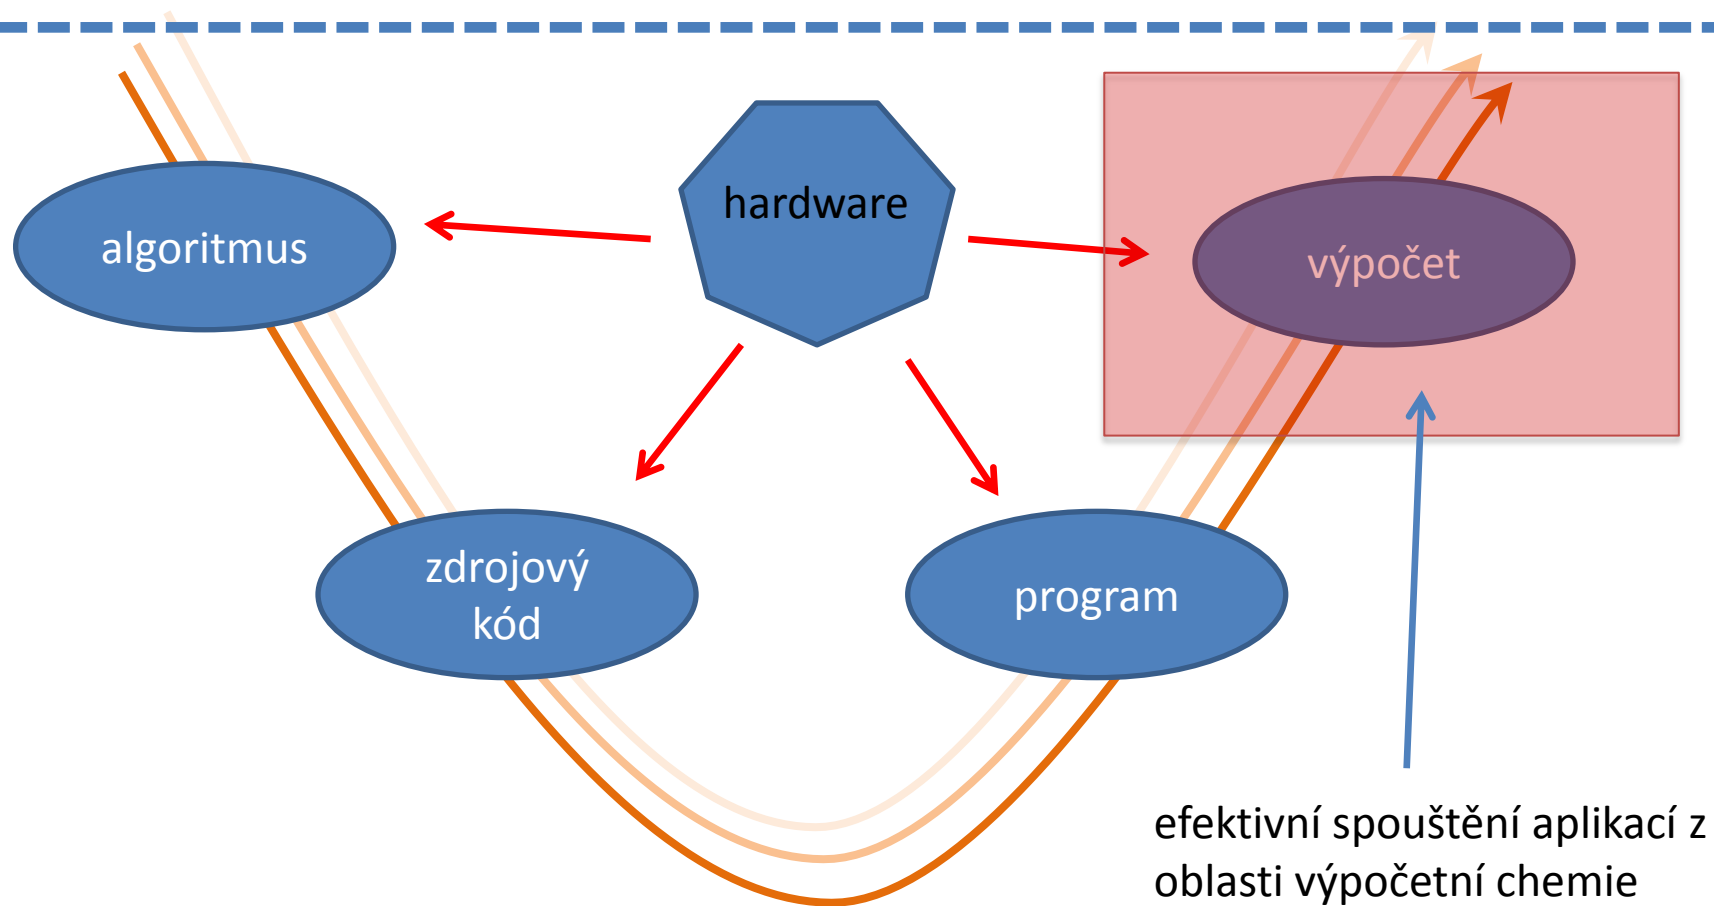 hardware
algoritmus
výpočet
zdrojový
kód
program
efektivní spouštění aplikací z
oblasti výpočetní chemie